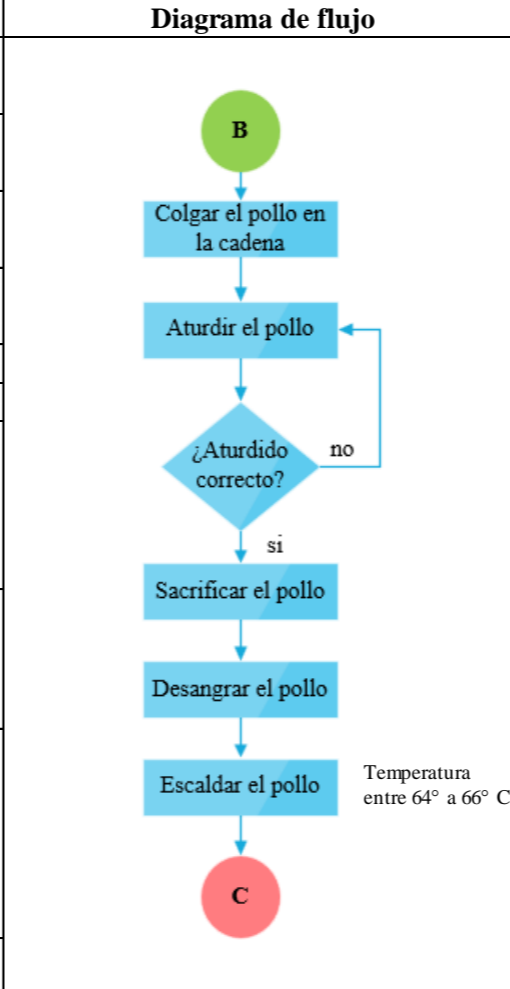 Diagrama de flujo
B
Colgar el pollo en
la cadena
Aturdir el pollo
¿Aturdido
correcto?
no
si
Sacrificar el pollo
Desangrar el pollo
Escaldar el pollo
Temperatura
entre 64° a 66° C
C